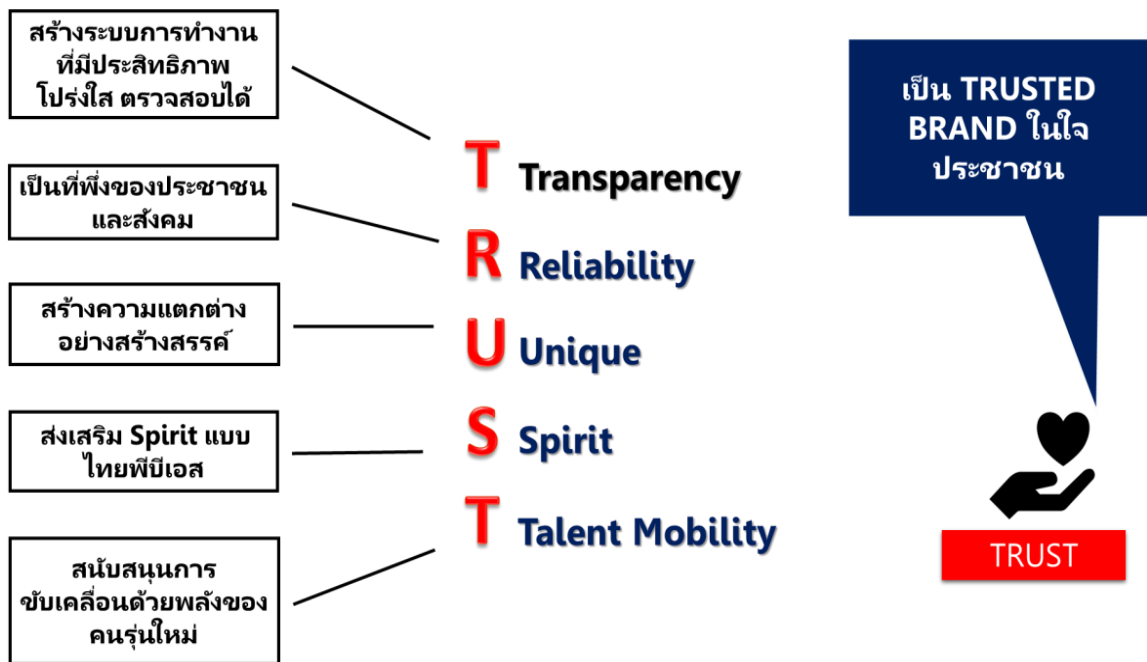 สร้างระบบการทำงาน
ที่มีประสิทธิภาพ
โปร่งใส ตรวจสอบได้
เป็นที่พึ่งของประชาชน
และสังคม
สร้างความแตกต่าง
อย่างสร้างสรรค์
ส่งเสริม Spirit แบบ
ไทยพีบีเอส
สนับสนุนการ
ขับเคลื่อนด้วยพลังของ
คนรุ่นใหม่
T Transparency
R Reliability
U Unique
S Spirit
T Talent Mobility
เป็น TRUSTED
BRAND ในใจ
ประชาชน
TRUST